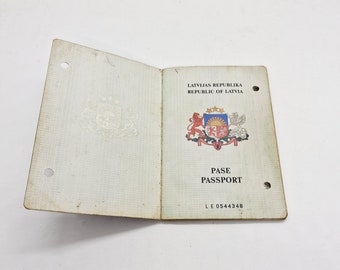 LATVIJAS REPUBLIKA
REPUBLIC OF LATVIA
PASE
PASSPORT
LE0544348